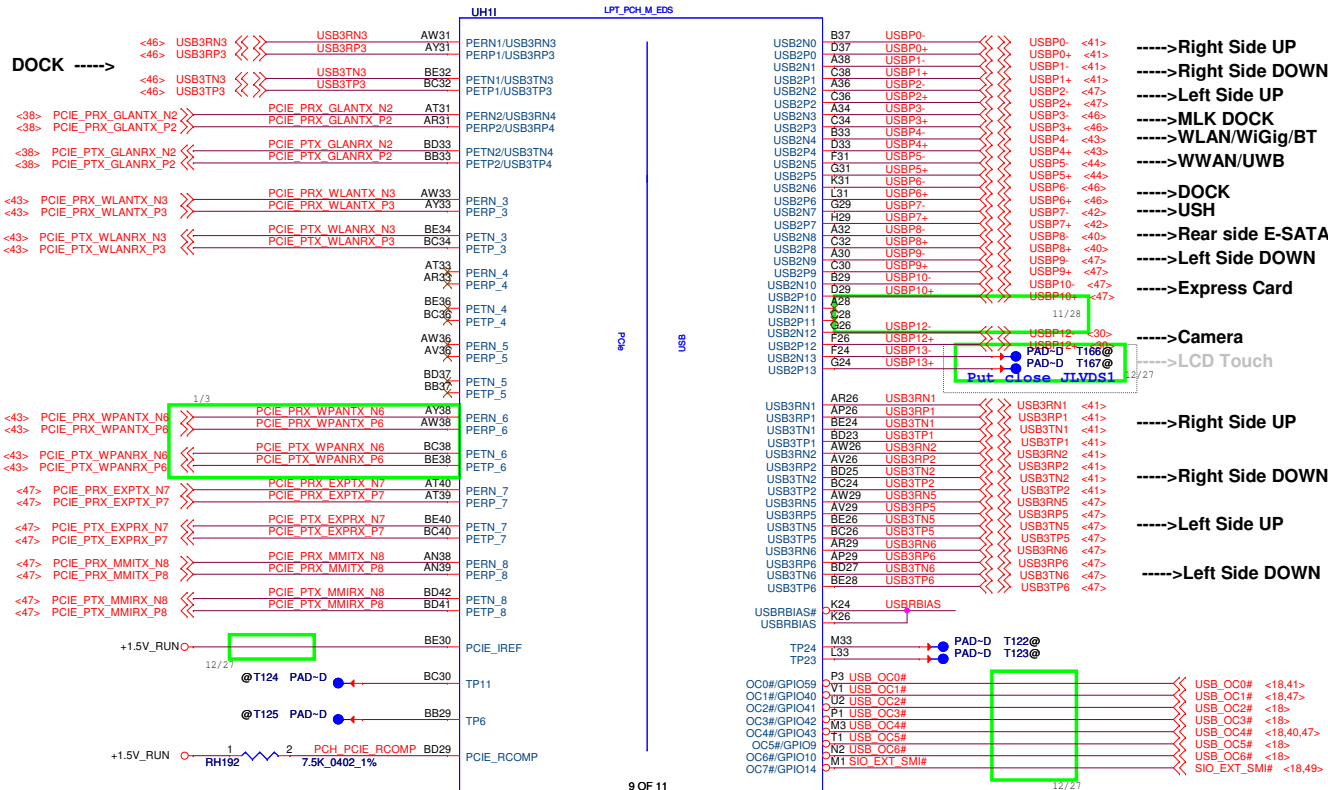 UH1I LPT_PCH_M_EDS
DOCK ----->
<46> USB3RN3 USB3RN3 AW31 PERN1/USB3RN3
<46> USB3RP3 USB3RP3 AY31 PERP1/USB3RP3
<46> USB3TN3 USB3TN3 BE32 PETN1/USB3TN3
<46> USB3TP3 USB3TP3 BC32 PETP1/USB3TP3
<38> PCIE_PRX_GLANTX_N2 PCIE_PRX_GLANTX_N2 AT31 PERN2/USB3RN4
<38> PCIE_PRX_GLANTX_P2 PCIE_PRX_GLANTX_P2 AR31 PERP2/USB3RP4
<38> PCIE_PTX_GLANRX_N2 PCIE_PTX_GLANRX_N2 BD33 PETN2/USB3TN4
<38> PCIE_PTX_GLANRX_P2 PCIE_PTX_GLANRX_P2 BB33 PETP2/USB3TP4
<43> PCIE_PRX_WLANTX_N3 PCIE_PRX_WLANTX_N3 AW33 PERN_3
<43> PCIE_PRX_WLANTX_P3 PCIE_PRX_WLANTX_P3 AY33 PERP_3
<43> PCIE_PTX_WLANRX_N3 PCIE_PTX_WLANRX_N3 BE34 PETN_3
<43> PCIE_PTX_WLANRX_P3 PCIE_PTX_WLANRX_P3 BC34 PETP_3
AT33 PERN_4
AR33 PERP_4
BE36 PETN_4
BC36 PETP_4
AW36 PERN_5
AV36 PERP_5
BD37 PETN_5
BB37 PETP_5
1/3
<43> PCIE_PRX_WPANTX_N6 PCIE_PRX_WPANTX_N6 AY38 PERN_6
<43> PCIE_PRX_WPANTX_P6 PCIE_PRX_WPANTX_P6 AW38 PERP_6
<43> PCIE_PTX_WPANRX_N6 PCIE_PTX_WPANRX_N6 BC38 PETN_6
<43> PCIE_PTX_WPANRX_P6 PCIE_PTX_WPANRX_P6 BE38 PETP_6
<47> PCIE_PRX_EXPTX_N7 PCIE_PRX_EXPTX_N7 AT40 PERN_7
<47> PCIE_PRX_EXPTX_P7 PCIE_PRX_EXPTX_P7 AT39 PERP_7
<47> PCIE_PTX_EXPRX_N7 PCIE_PTX_EXPRX_N7 BE40 PETN_7
<47> PCIE_PTX_EXPRX_P7 PCIE_PTX_EXPRX_P7 BC40 PETP_7
<47> PCIE_PRX_MMITX_N8 PCIE_PRX_MMITX_N8 AN38 PERN_8
<47> PCIE_PRX_MMITX_P8 PCIE_PRX_MMITX_P8 AN39 PERP_8
<47> PCIE_PTX_MMIRX_N8 PCIE_PTX_MMIRX_N8 BD42 PETN_8
<47> PCIE_PTX_MMIRX_P8 PCIE_PTX_MMIRX_P8 BD41 PETP_8
+1.5V_RUN BE30 PCIE_IREF
12/27
@T124 PAD~D BC30 TP11
@T125 PAD~D BB29 TP6
+1.5V_RUN 1 2 PCH_PCIE_RCOMP BD29 PCIE_RCOMP
RH192 7.5K_0402_1%
PCIe
USB
USB2N0 B37 USBP0- USBP0- <41>
USB2P0 D37 USBP0+ USBP0+ <41> ----->Right Side UP
USB2N1 A38 USBP1- USBP1- <41>
USB2P1 C38 USBP1+ USBP1+ <41> ----->Right Side DOWN
USB2N2 A36 USBP2- USBP2- <47>
USB2P2 C36 USBP2+ USBP2+ <47> ----->Left Side UP
USB2N3 A34 USBP3- USBP3- <46>
USB2P3 C34 USBP3+ USBP3+ <46> ----->MLK DOCK
USB2N4 B33 USBP4- USBP4- <43>
USB2P4 D33 USBP4+ USBP4+ <43> ----->WLAN/WiGig/BT
USB2N5 F31 USBP5- USBP5- <44>
USB2P5 G31 USBP5+ USBP5+ <44> ----->WWAN/UWB
USB2N6 K31 USBP6- USBP6- <46>
USB2P6 L31 USBP6+ USBP6+ <46> ----->DOCK
USB2N7 G29 USBP7- USBP7- <42>
USB2P7 H29 USBP7+ USBP7+ <42> ----->USH
USB2N8 A32 USBP8- USBP8- <40>
USB2P8 C32 USBP8+ USBP8+ <40> ----->Rear side E-SATA
USB2N9 A30 USBP9- USBP9- <47>
USB2P9 C30 USBP9+ USBP9+ <47> ----->Left Side DOWN
USB2N10 B29 USBP10- USBP10- <47>
USB2P10 D29 USBP10+ USBP10+ <47> ----->Express Card
USB2N11 A28
USB2P11 C28 11/28
USB2N12 G26 USBP12- USBP12- <30>
USB2P12 F26 USBP12+ USBP12+ <30> ----->Camera
USB2N13 F24 USBP13- PAD~D T166@
USB2P13 G24 USBP13+ PAD~D T167@ ----->LCD Touch
Put close JLVDS1 12/27
USB3RN1 AR26 USB3RN1 USB3RN1 <41>
USB3RP1 AP26 USB3RP1 USB3RP1 <41>
USB3TN1 BE24 USB3TN1 USB3TN1 <41> ----->Right Side UP
USB3TP1 BD23 USB3TP1 USB3TP1 <41>
USB3RN2 AW26 USB3RN2 USB3RN2 <41>
USB3RP2 AV26 USB3RP2 USB3RP2 <41>
USB3TN2 BD25 USB3TN2 USB3TN2 <41> ----->Right Side DOWN
USB3TP2 BC24 USB3TP2 USB3TP2 <41>
USB3RN5 AW29 USB3RN5 USB3RN5 <47>
USB3RP5 AV29 USB3RP5 USB3RP5 <47>
USB3TN5 BE26 USB3TN5 USB3TN5 <47> ----->Left Side UP
USB3TP5 BC26 USB3TP5 USB3TP5 <47>
USB3RN6 AR29 USB3RN6 USB3RN6 <47>
USB3RP6 AP29 USB3RP6 USB3RP6 <47>
USB3TN6 BD27 USB3TN6 USB3TN6 <47> ----->Left Side DOWN
USB3TP6 BE28 USB3TP6 USB3TP6 <47>
USBRBIAS# K24 USBRBIAS
USBRBIAS K26
TP24 M33 PAD~D T122@
TP23 L33 PAD~D T123@
OC0#/GPIO59 P3 USB_OC0# USB_OC0# <18,41>
OC1#/GPIO40 V1 USB_OC1# USB_OC1# <18,47>
OC2#/GPIO41 U2 USB_OC2# USB_OC2# <18>
OC3#/GPIO42 P1 USB_OC3# USB_OC3# <18>
OC4#/GPIO43 M3 USB_OC4# USB_OC4# <18,40,47>
OC5#/GPIO9 T1 USB_OC5# USB_OC5# <18>
OC6#/GPIO10 N2 USB_OC6# USB_OC6# <18>
OC7#/GPIO14 M1 SIO_EXT_SMI# SIO_EXT_SMI# <18,49>
12/27
9 OF 11